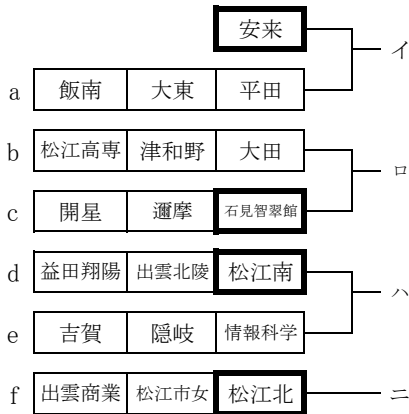 安来
イ
a 飯南 大東 平田
b 松江高専 津和野 大田
ロ
c 開星 邇摩 石見智翠館
d 益田翔陽 出雲北陵 松江南
ハ
e 吉賀 隠岐 情報科学
f 出雲商業 松江市女 松江北 ニ